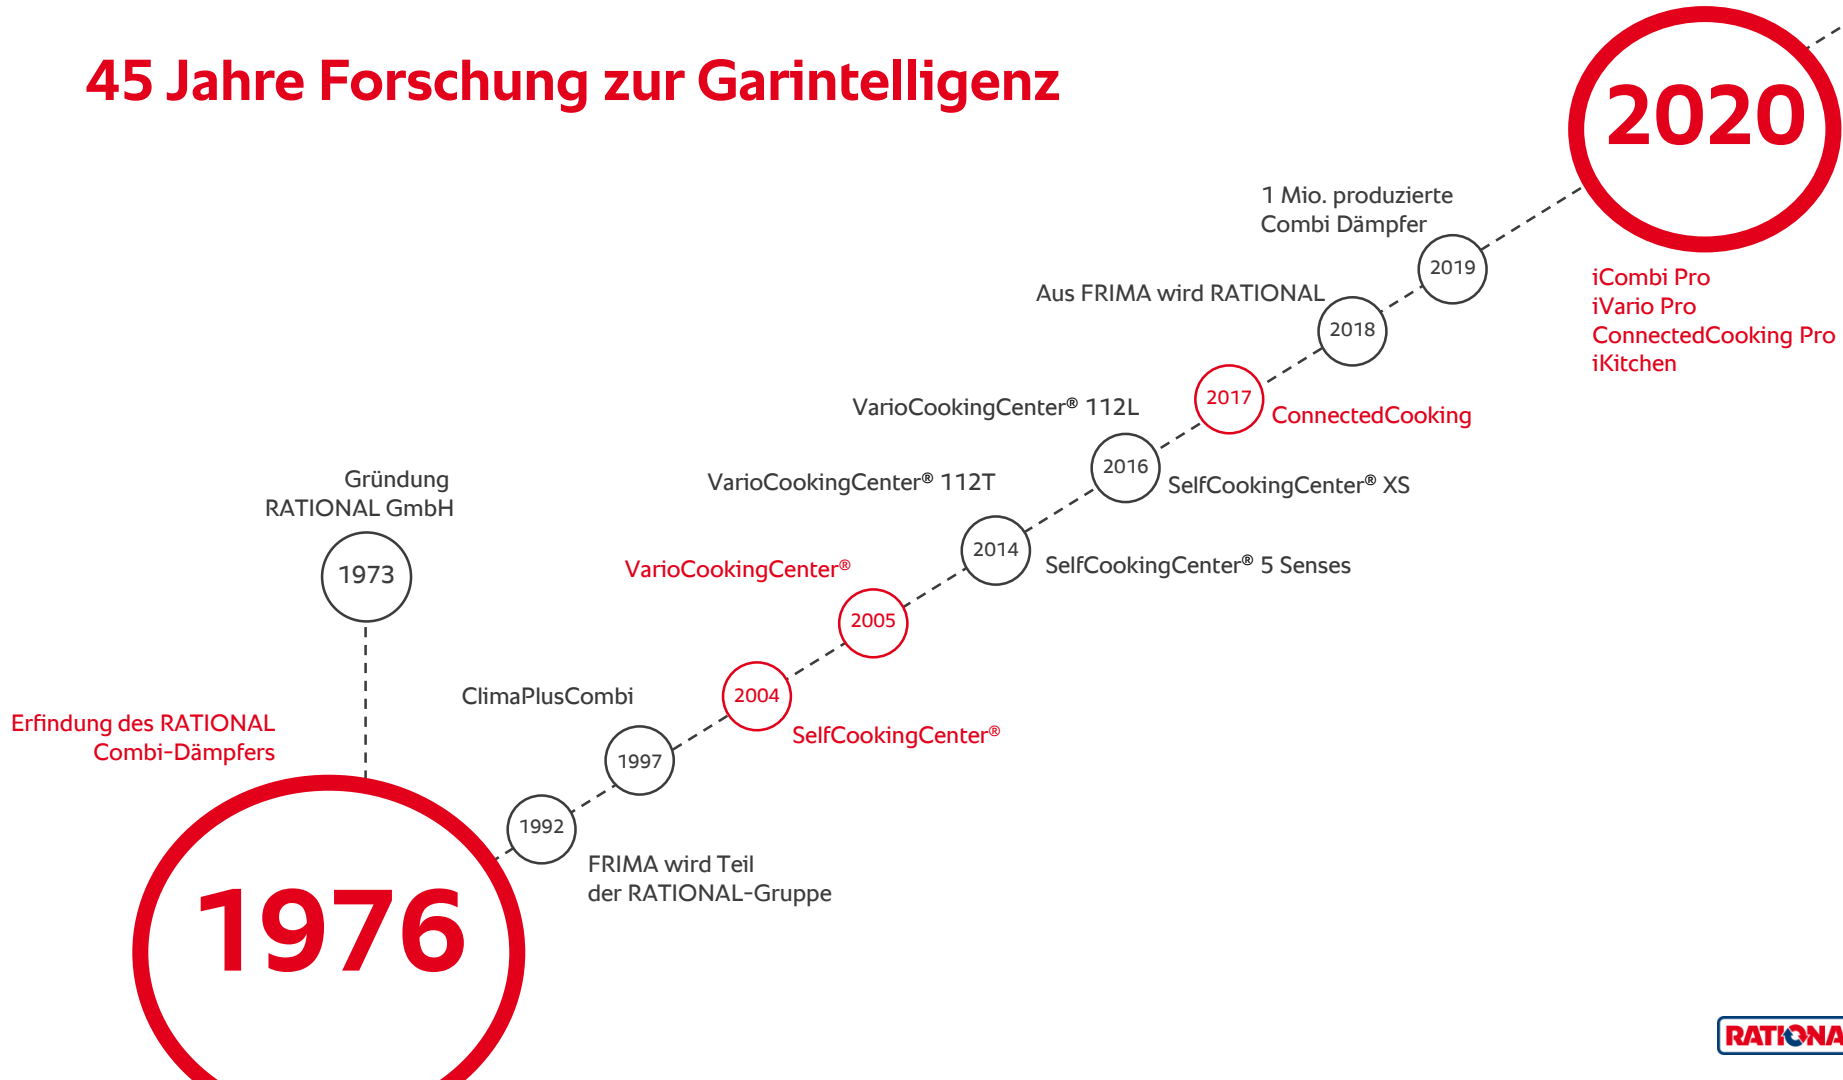 45 Jahre Forschung zur Garintelligenz
2020
iCombi Pro
iVario Pro
ConnectedCooking Pro
iKitchen
1 Mio. produzierte
Combi Dämpfer
2019
Aus FRIMA wird RATIONAL
2018
2017
ConnectedCooking
VarioCookingCenter® 112L
2016
SelfCookingCenter® XS
VarioCookingCenter® 112T
2014
SelfCookingCenter® 5 Senses
VarioCookingCenter®
2005
2004
SelfCookingCenter®
ClimaPlusCombi
1997
1992
FRIMA wird Teil
der RATIONAL-Gruppe
Gründung
RATIONAL GmbH
1973
Erfindung des RATIONAL
Combi-Dämpfers
1976
RATIONA